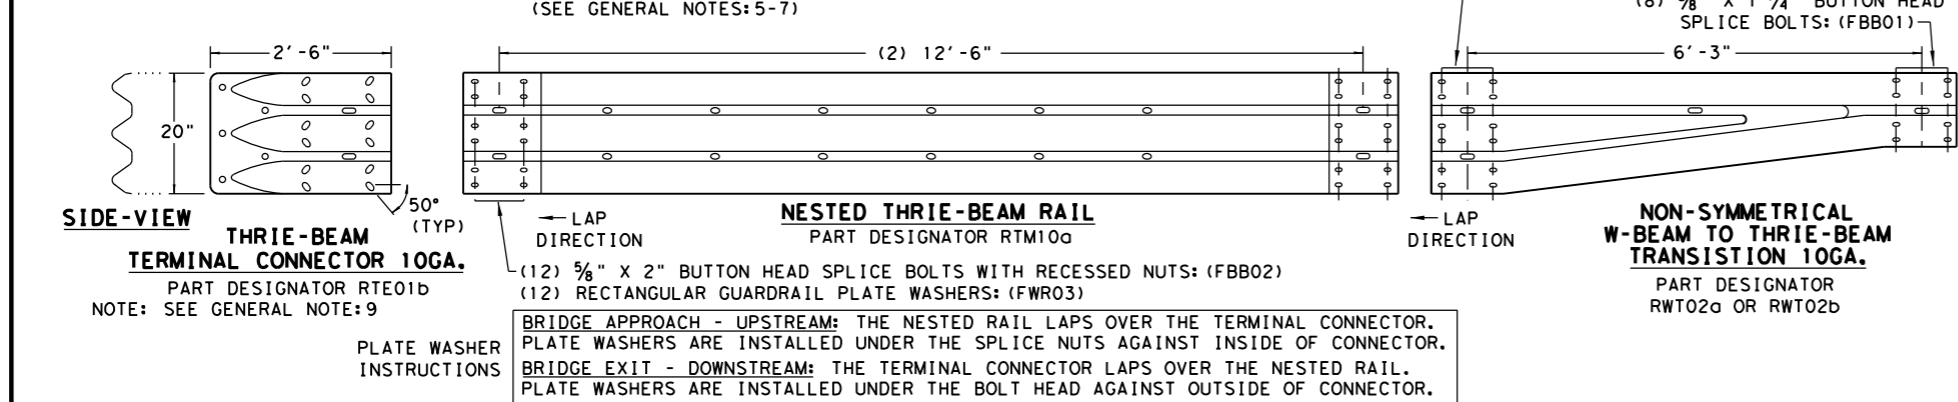 (SEE GENERAL NOTES:5-7)
(8) ⅝" X 1 ¼" BUTTON HEAD
SPLICE BOLTS: (FBB01)
2'-6"
(2) 12'-6"
6'-3"
20"
50°
(TYP)
SIDE-VIEW
THRIE-BEAM
TERMINAL CONNECTOR 10GA.
PART DESIGNATOR RTE01b
NOTE: SEE GENERAL NOTE:9
LAP
DIRECTION
NESTED THRIE-BEAM RAIL
PART DESIGNATOR RTM10a
LAP
DIRECTION
NON-SYMMETRICAL
W-BEAM TO THRIE-BEAM
TRANSISTION 10GA.
PART DESIGNATOR
RWT02a OR RWT02b
(12) ⅝" X 2" BUTTON HEAD SPLICE BOLTS WITH RECESSED NUTS: (FBB02)
(12) RECTANGULAR GUARDRAIL PLATE WASHERS: (FWR03)
PLATE WASHER
INSTRUCTIONS
BRIDGE APPROACH - UPSTREAM: THE NESTED RAIL LAPS OVER THE TERMINAL CONNECTOR.
PLATE WASHERS ARE INSTALLED UNDER THE SPLICE NUTS AGAINST INSIDE OF CONNECTOR.
BRIDGE EXIT - DOWNSTREAM: THE TERMINAL CONNECTOR LAPS OVER THE NESTED RAIL.
PLATE WASHERS ARE INSTALLED UNDER THE BOLT HEAD AGAINST OUTSIDE OF CONNECTOR.